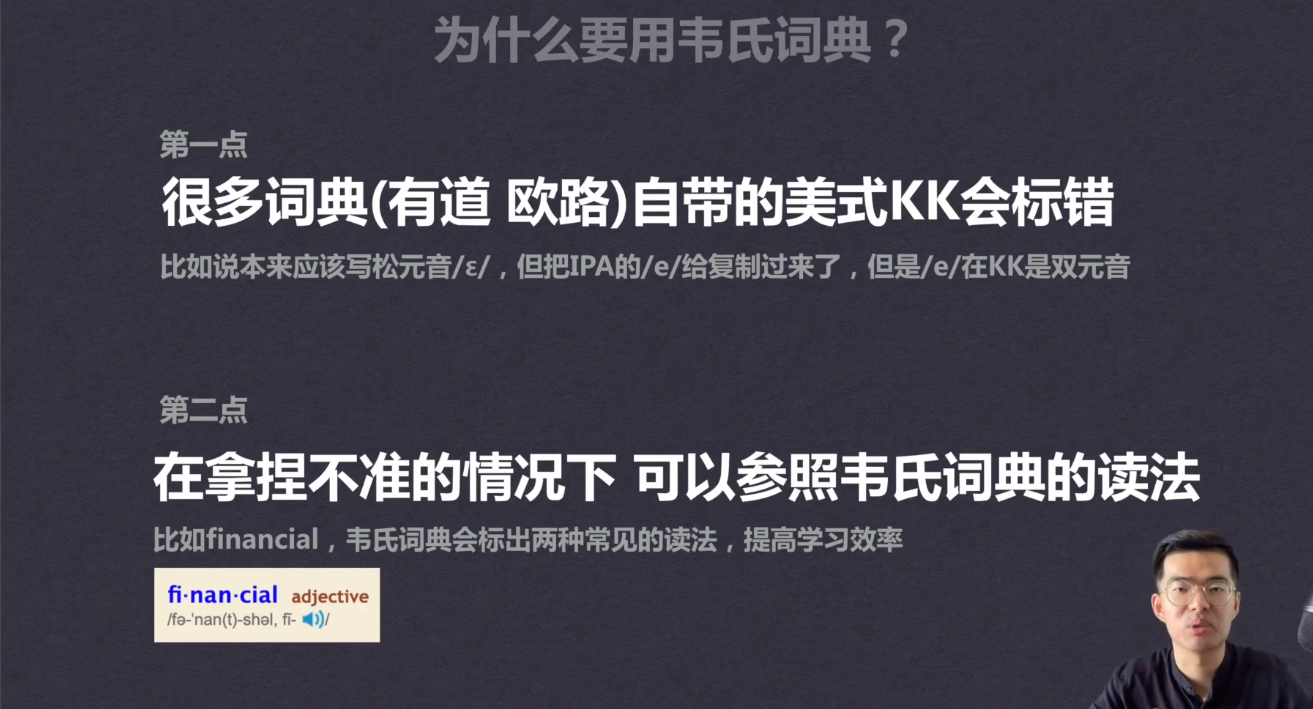 为什么要用韦氏词典？
第一点
很多词典(有道 欧路)自带的美式KK会标错
比如说本来应该写松元音/ɛ/，但把IPA的/e/给复制过来了，但是/e/在KK是双元音
第二点
在拿捏不准的情况下 可以参照韦氏词典的读法
比如financial，韦氏词典会标出两种常见的读法，提高学习效率
fi·nan·cial adjective
/fə-ˈnan(t)-shəl, fī- /